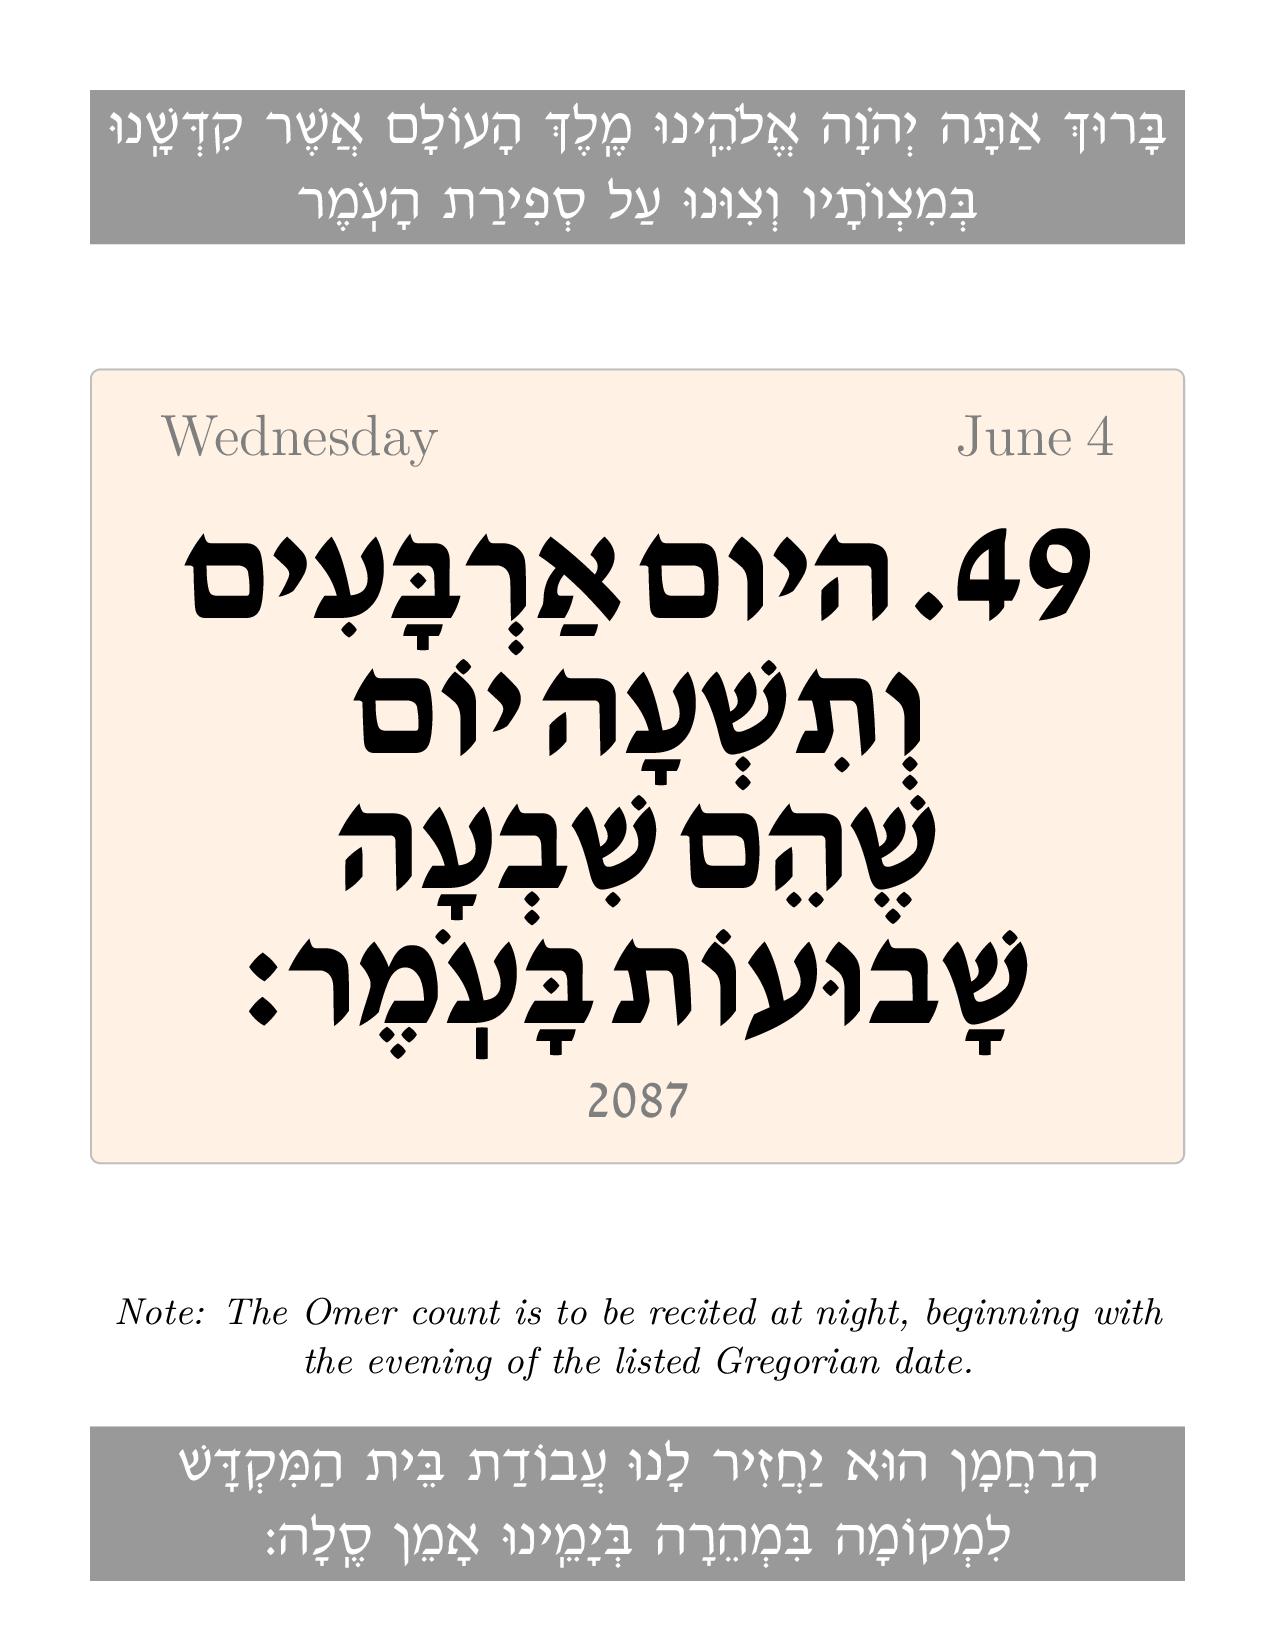 בָּרוּךְ אַתָּה יְהֹוָה אֱלֹהֵֽינוּ מֶֽלֶךְ הָעוֹלָם אֲשֶׁר קִדְּשָֽׁנוּ
בְּמִצְוֹתָיו וְצִוּנוּ עַל סְפִירַת הָעֹֽמֶר
Wednesday June 4
49. היום אַרְבָּעִים
וְתִשְׁעָה יוֹם
שֶׁהֵם שִׁבְעָה
שָׁבוּעוֹת בָּעֹֽמֶר:
2087
Note: The Omer count is to be recited at night, beginning with
the evening of the listed Gregorian date.
הָרַחֲמָן הוּא יַחֲזִיר לָנוּ עֲבוֹדַת בֵּית הַמִּקְדָּשׁ
לִמְקוֹמָה בִּמְהֵרָה בְּיָמֵֽינוּ אָמֵן סֶֽלָה: